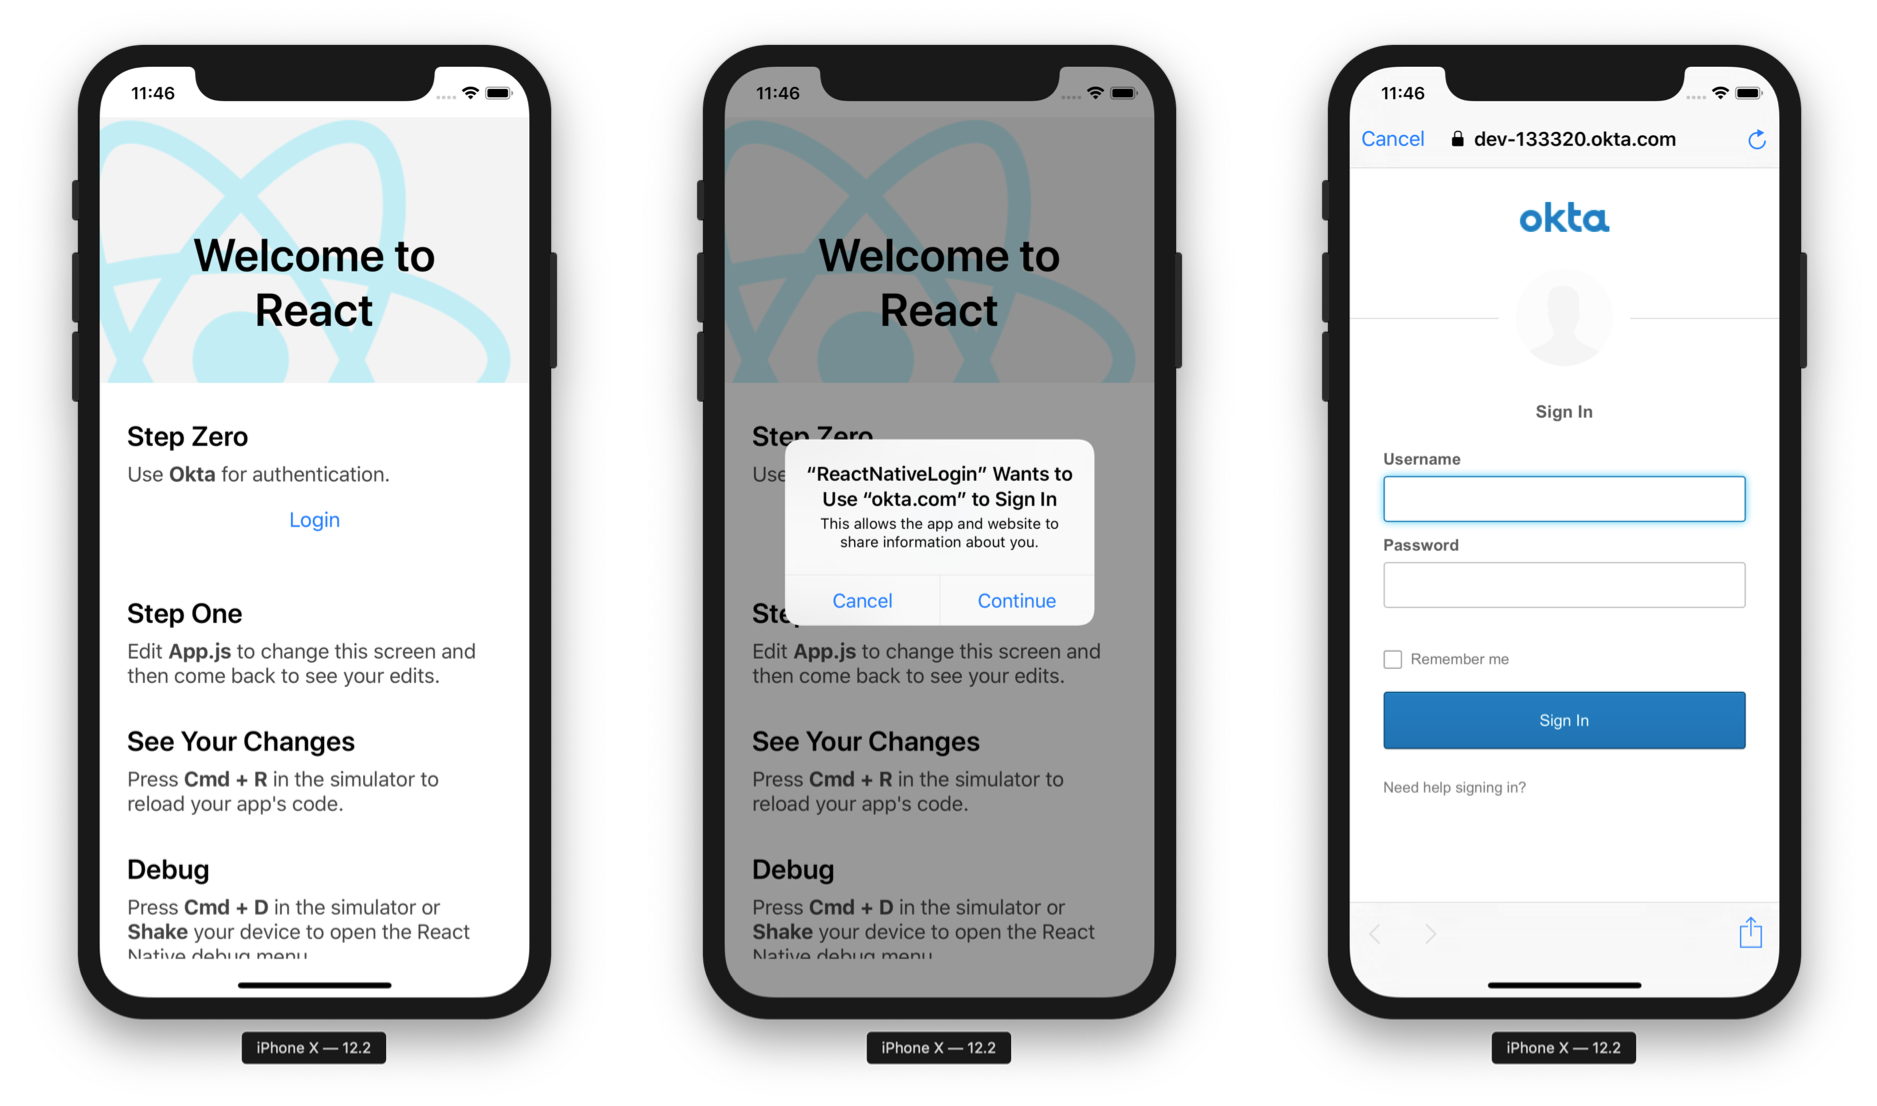 11:46
Welcome to
React
Step Zero
Use Okta for authentication.
Login
Step One
Edit App.js to change this screen and
then come back to see your edits.
See Your Changes
Press Cmd + R in the simulator to
reload your app's code.
Debug
Press Cmd + D in the simulator or
Shake your device to open the React
Native debug menu
iPhone X — 12.2
11:46
Welcome to
React
Step Zero
Use
“ReactNativeLogin” Wants to
Use “okta.com” to Sign In
This allows the app and website to
share information about you.
Cancel
Continue
Ste
Edit App.js to change this screen and
then come back to see your edits.
See Your Changes
Press Cmd + R in the simulator to
reload your app's code.
Debug
Press Cmd + D in the simulator or
Shake your device to open the React
Native debug menu
iPhone X — 12.2
11:46
Cancel dev-133320.okta.com
okta
Sign In
Username
Password
Remember me
Sign In
Need help signing in?
iPhone X — 12.2